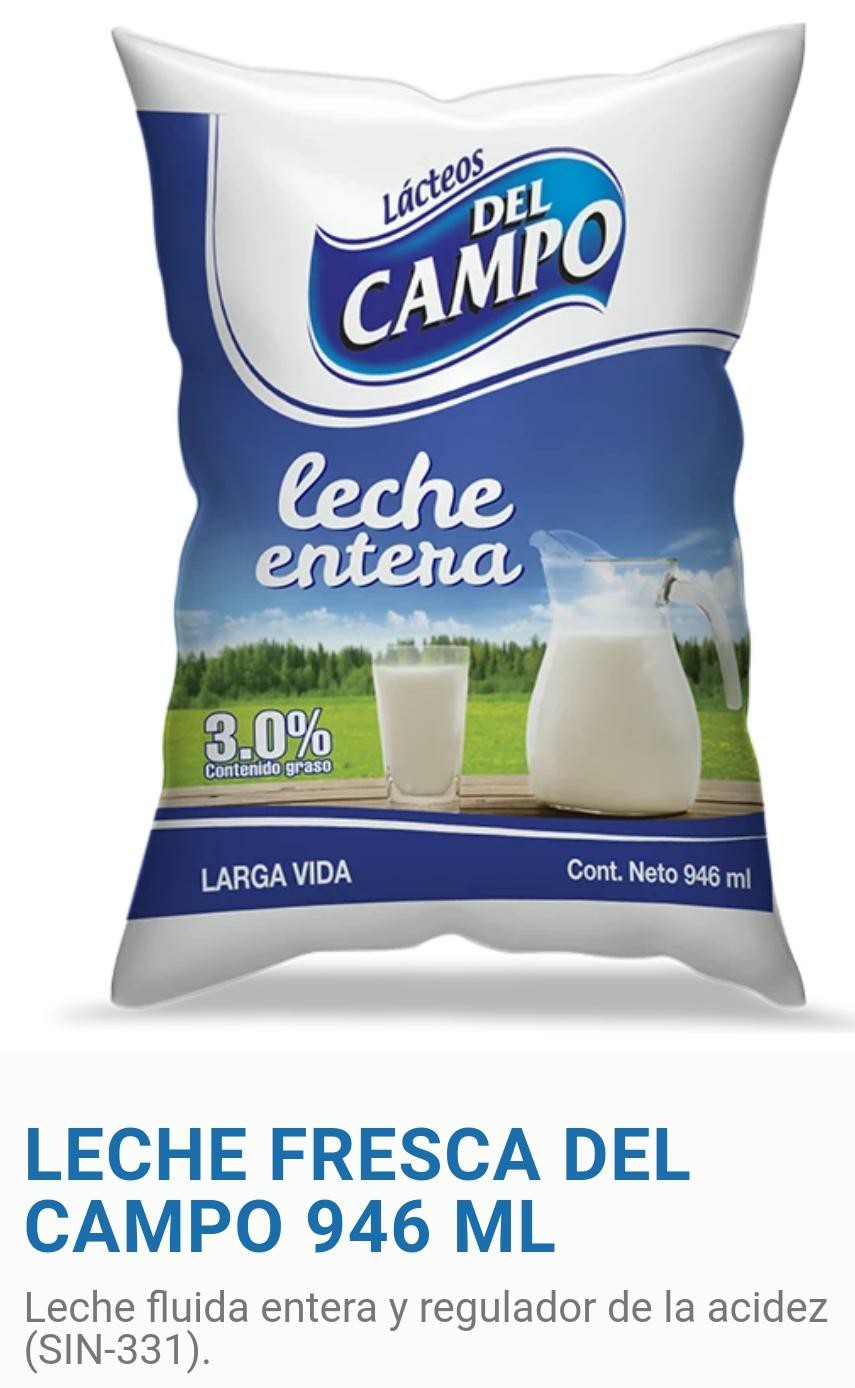 Lácteos
DEL
CAMPO
leche
entera
3.0%
Contenido graso
LARGA VIDA
Cont. Neto 946 ml
LECHE FRESCA DEL
CAMPO 946 ML
Leche fluida entera y regulador de la acidez
(SIN-331).